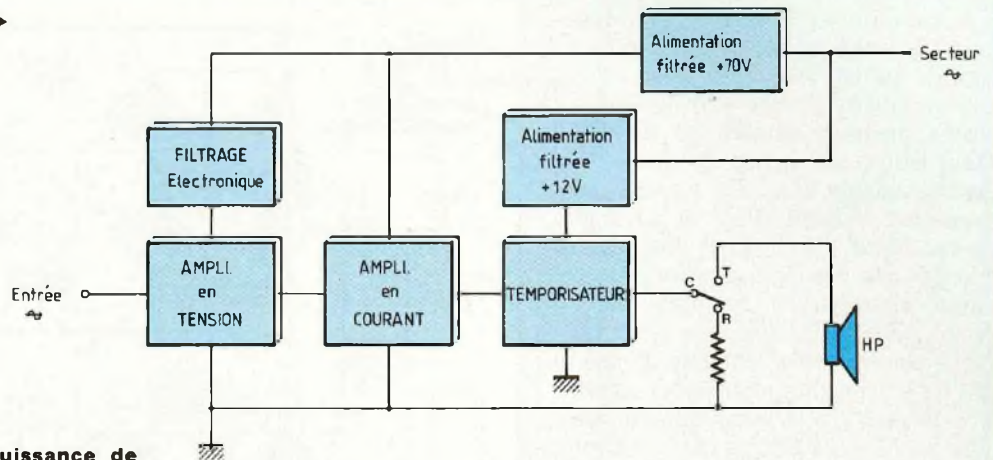 Alimentation
filtrée +70V
Secteur
FILTRAGE
Electronique
Alimentation
filtrée
+12V
Entrée
AMPLI.
en
TENSION
AMPLI.
en
COURANT
TEMPORISATEUR
C
T
R
HP
uissance de